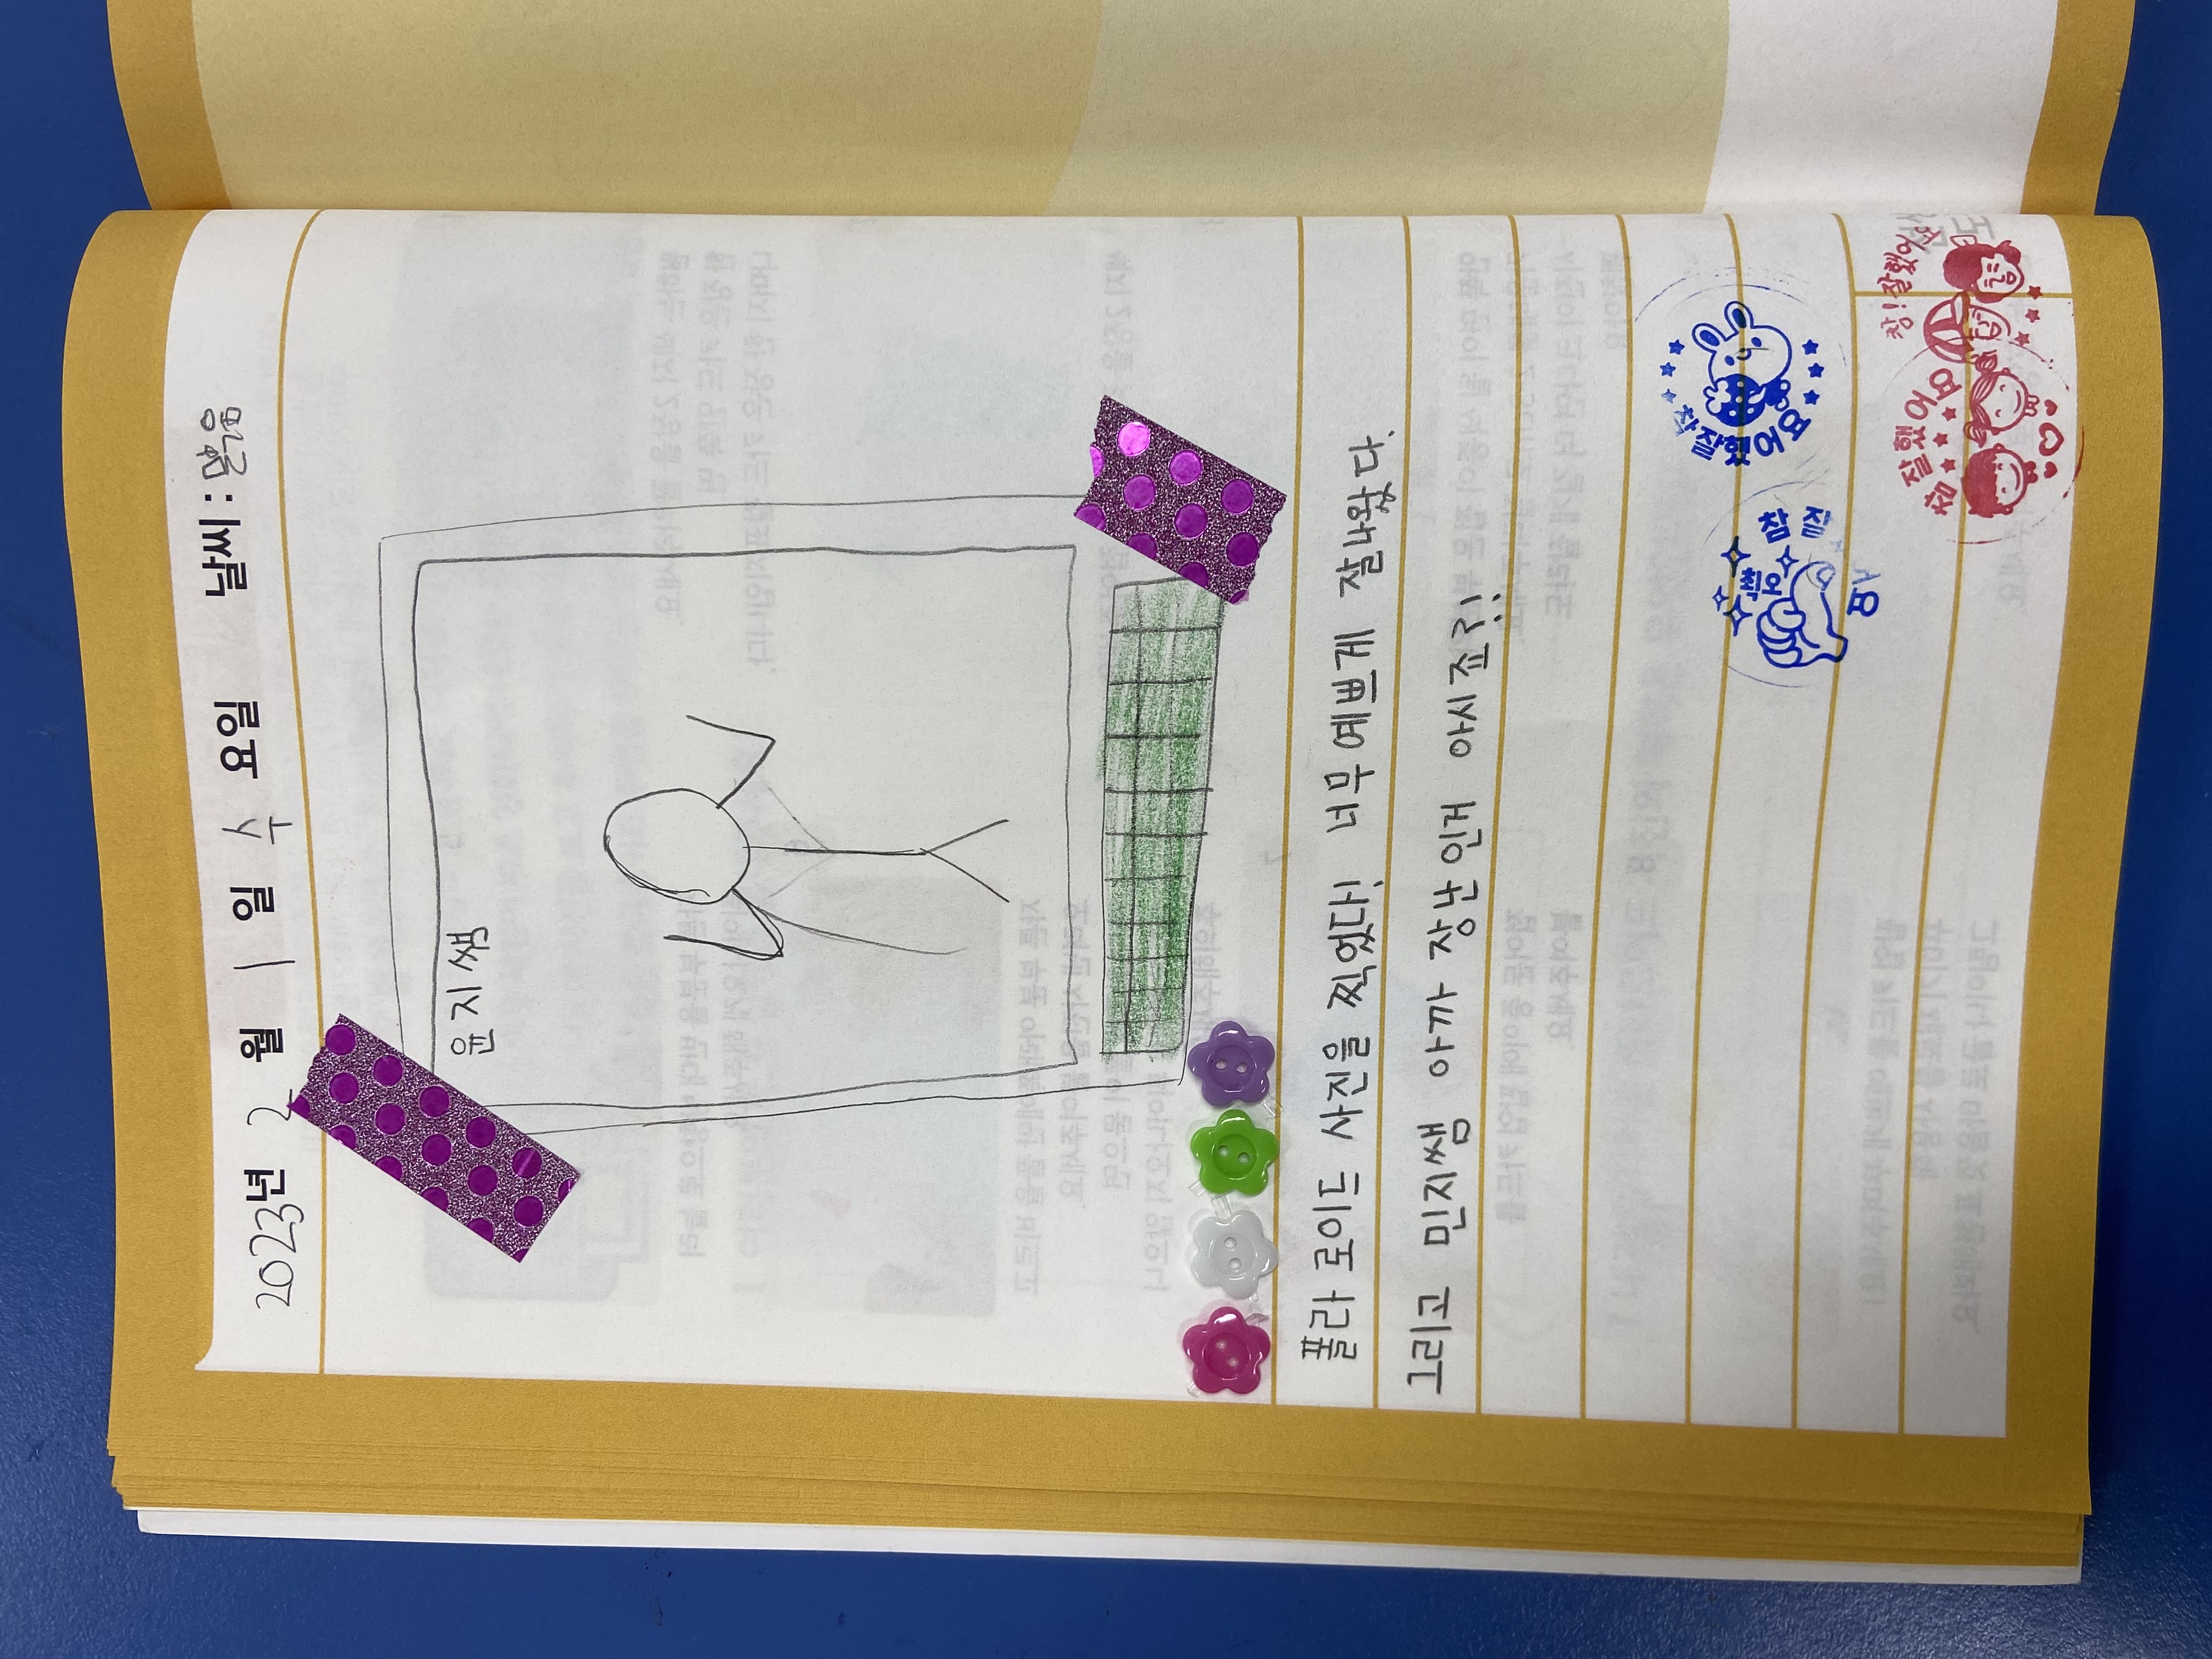 2023년 2 월 1 일 수 요일 날씨 : 맑음
윤지쌤
폴라로이드 사진을 찍었다! 너무 예쁘게 잘나왔다.
그리고 민지쌤 아까 장난인거 아시죠?!
참 잘했어요
최고 참 잘
참 잘했어요
참! 잘했어요